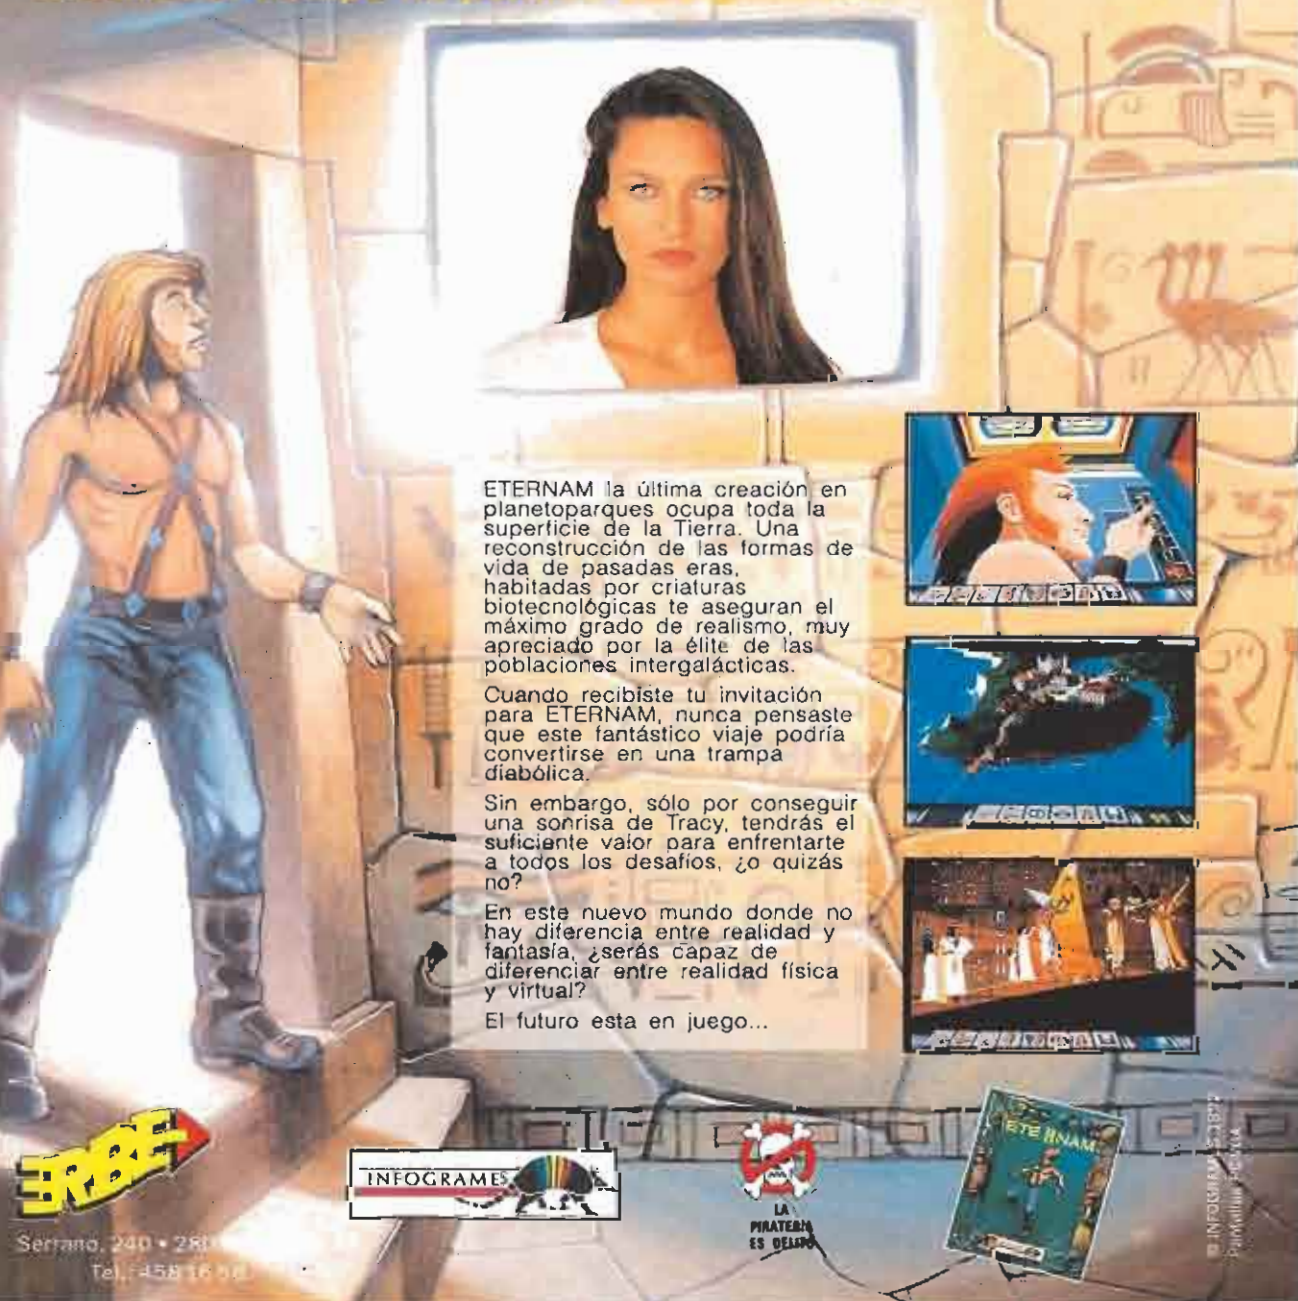 ETERNAM la última creación en
planetoparques ocupa toda la
superficie de la Tierra. Una
reconstrucción de las formas de
vida de pasadas eras,
habitadas por criaturas
biotecnológicas te aseguran el
máximo grado de realismo, muy
apreciado por la élite de las
poblaciones intergalácticas.
Cuando recibiste tu invitación
para ETERNAM, nunca pensaste
que este fantástico viaje podría
convertirse en una trampa
diabólica.
Sin embargo, sólo por conseguir
una sonrisa de Tracy, tendrás el
suficiente valor para enfrentarte
a todos los desafíos, ¿o quizás
no?
En este nuevo mundo donde no
hay diferencia entre realidad y
fantasía, ¿serás capaz de
diferenciar entre realidad física
y virtual?
El futuro esta en juego...
ERBE
Serrano, 240 •
Tel.: 458 16 58
INFOGRAMES
LA
PIRATERIA
ES DELITO
ETERNAM
© INFOGRAMES